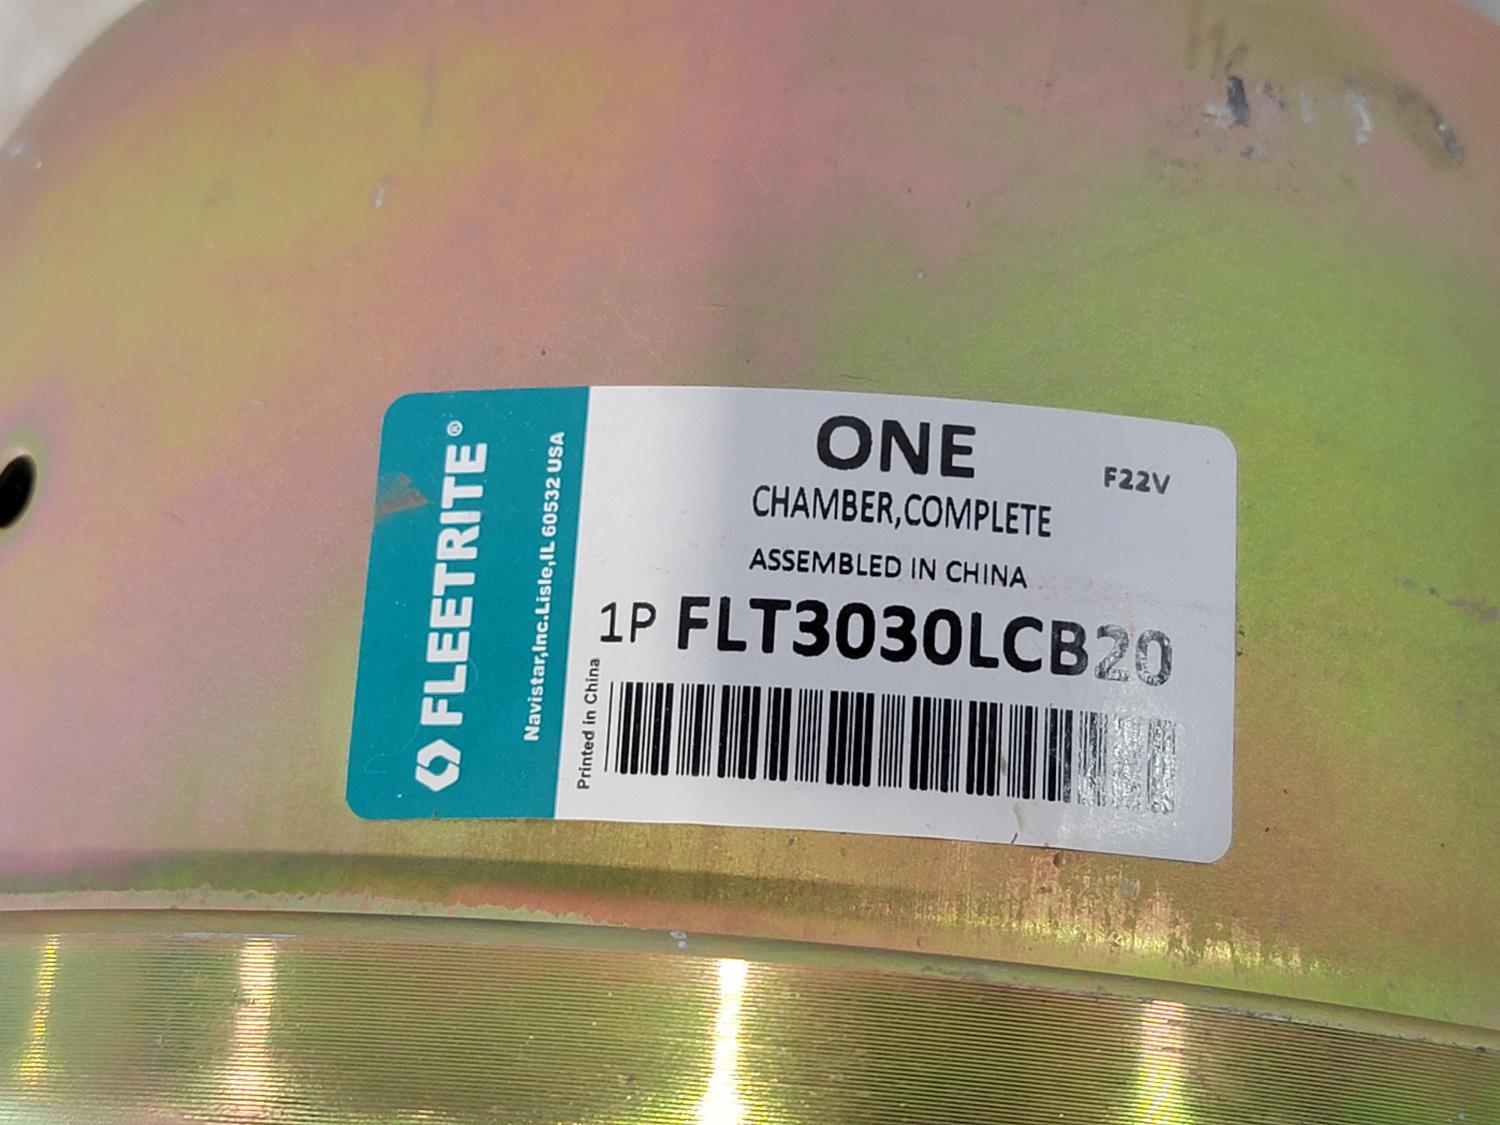 FLEETRITE®
Navistar,Inc.Lisle,IL 60532 USA
Printed in China
ONE
F22V
CHAMBER,COMPLETE
ASSEMBLED IN CHINA
1P FLT3030LCB20